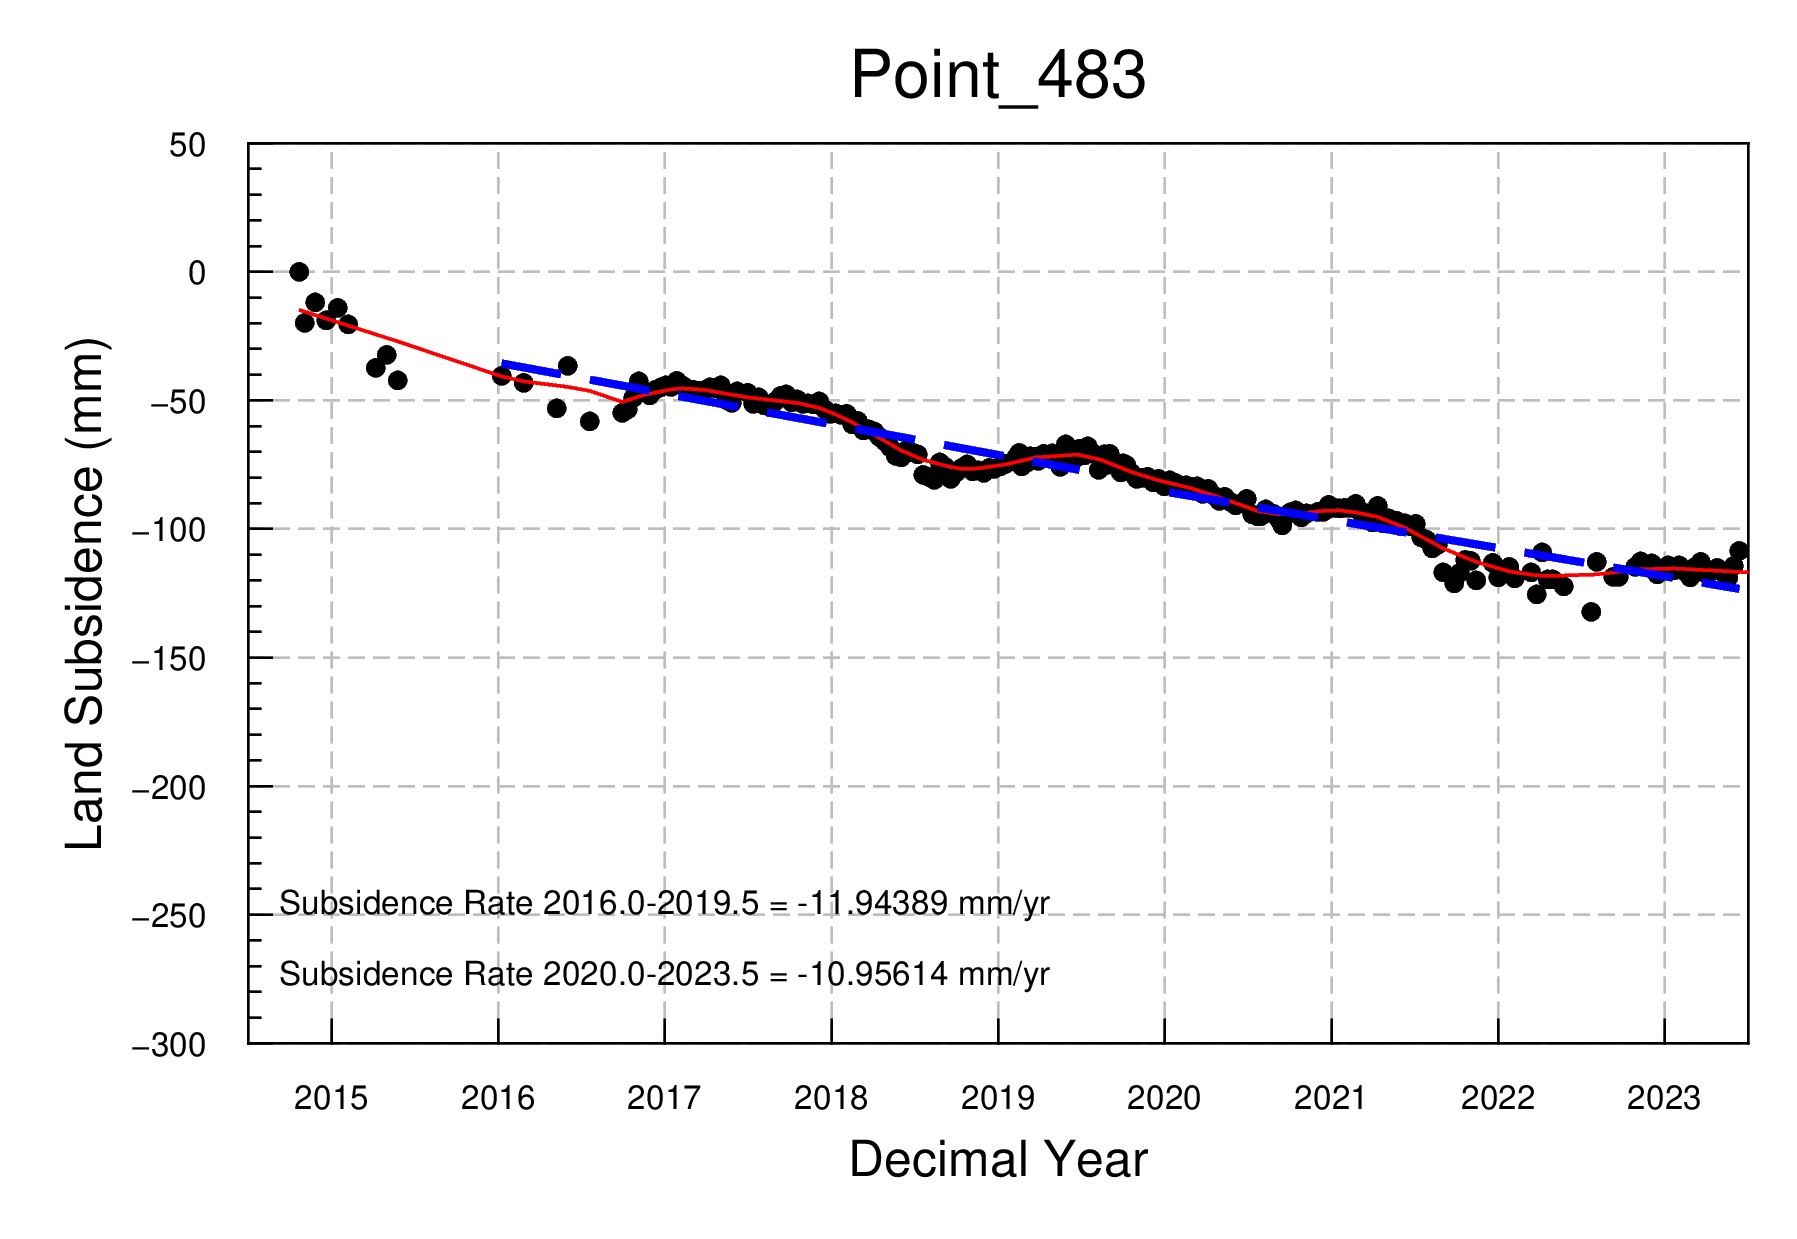 Point_483
50
0
−50
−100
−150
−200
−250
−300
Land Subsidence (mm)
Subsidence Rate 2016.0-2019.5 = -11.94389 mm/yr
Subsidence Rate 2020.0-2023.5 = -10.95614 mm/yr
2015 2016 2017 2018 2019 2020 2021 2022 2023
Decimal Year